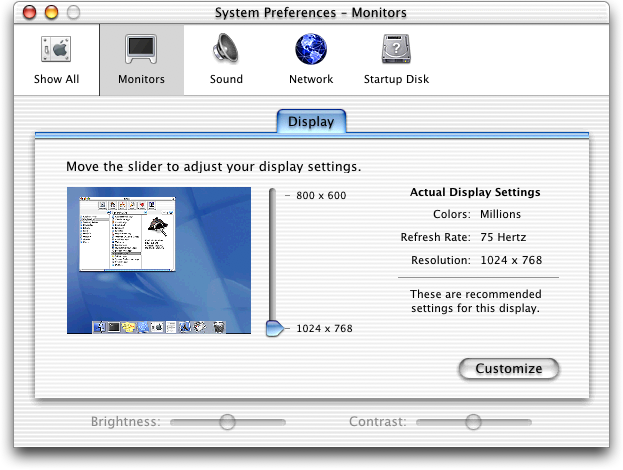 System Preferences – Monitors
Show All
Monitors
Sound
Network
Startup Disk
Display
Move the slider to adjust your display settings.
800 x 600
1024 x 768
Actual Display Settings
Colors: Millions
Refresh Rate: 75 Hertz
Resolution: 1024 x 768
These are recommended
settings for this display.
Customize
Brightness:
Contrast: